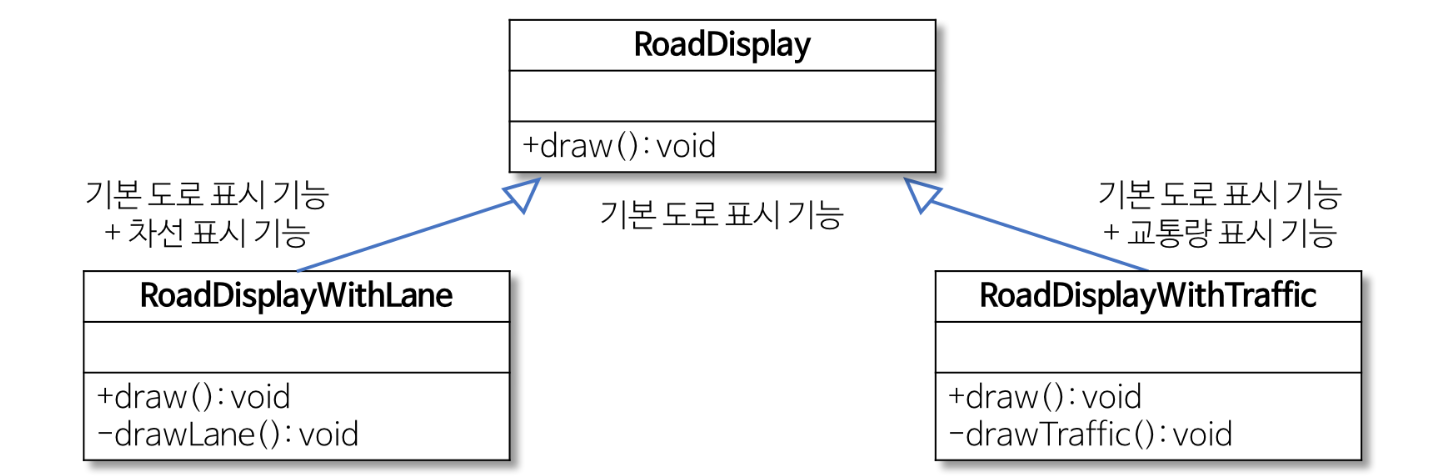 RoadDisplay
+draw():void
기본 도로 표시 기능
+ 차선 표시 기능
기본 도로 표시 기능
기본 도로 표시 기능
+ 교통량 표시 기능
RoadDisplayWithLane
+draw():void
-drawLane():void
RoadDisplayWithTraffic
+draw():void
-drawTraffic():void